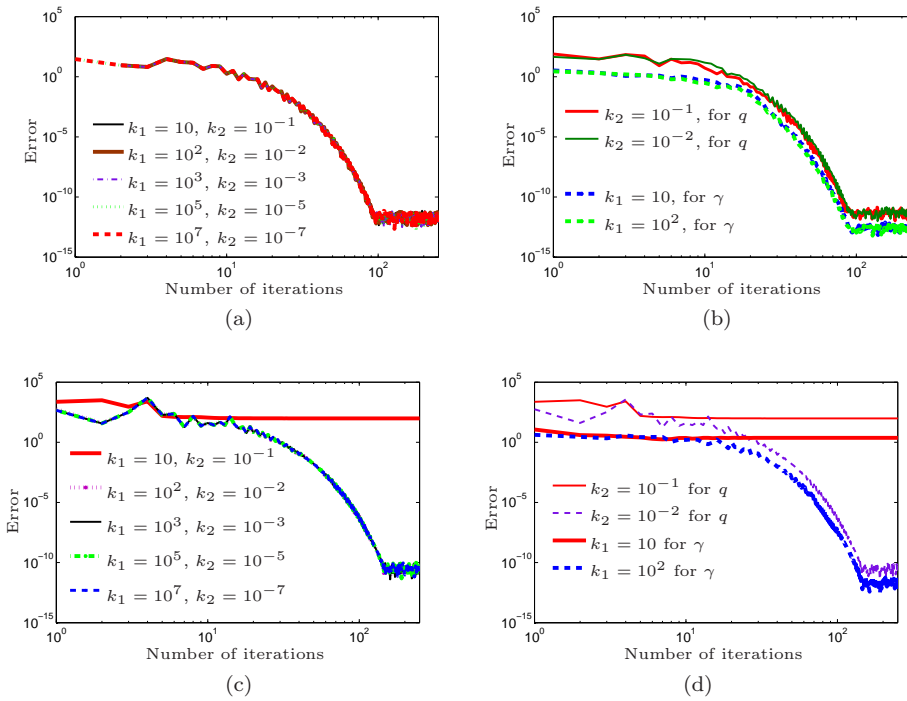 10^5
10^0
10^{-5}
10^{-10}
10^{-15}
Error
k_1 = 10, k_2 = 10^{-1}
k_1 = 10^2, k_2 = 10^{-2}
k_1 = 10^3, k_2 = 10^{-3}
k_1 = 10^5, k_2 = 10^{-5}
k_1 = 10^7, k_2 = 10^{-7}
10^0
10^1
10^2
Number of iterations
(a)
10^5
10^0
10^{-5}
10^{-10}
10^{-15}
Error
k_2 = 10^{-1}, for q
k_2 = 10^{-2}, for q
k_1 = 10, for γ
k_1 = 10^2, for γ
10^0
10^1
10^2
Number of iterations
(b)
10^5
10^0
10^{-5}
10^{-10}
10^{-15}
Error
k_1 = 10, k_2 = 10^{-1}
k_1 = 10^2, k_2 = 10^{-2}
k_1 = 10^3, k_2 = 10^{-3}
k_1 = 10^5, k_2 = 10^{-5}
k_1 = 10^7, k_2 = 10^{-7}
10^0
10^1
10^2
Number of iterations
(c)
10^5
10^0
10^{-5}
10^{-10}
10^{-15}
Error
k_2 = 10^{-1} for q
k_2 = 10^{-2} for q
k_1 = 10 for γ
k_1 = 10^2 for γ
10^0
10^1
10^2
Number of iterations
(d)